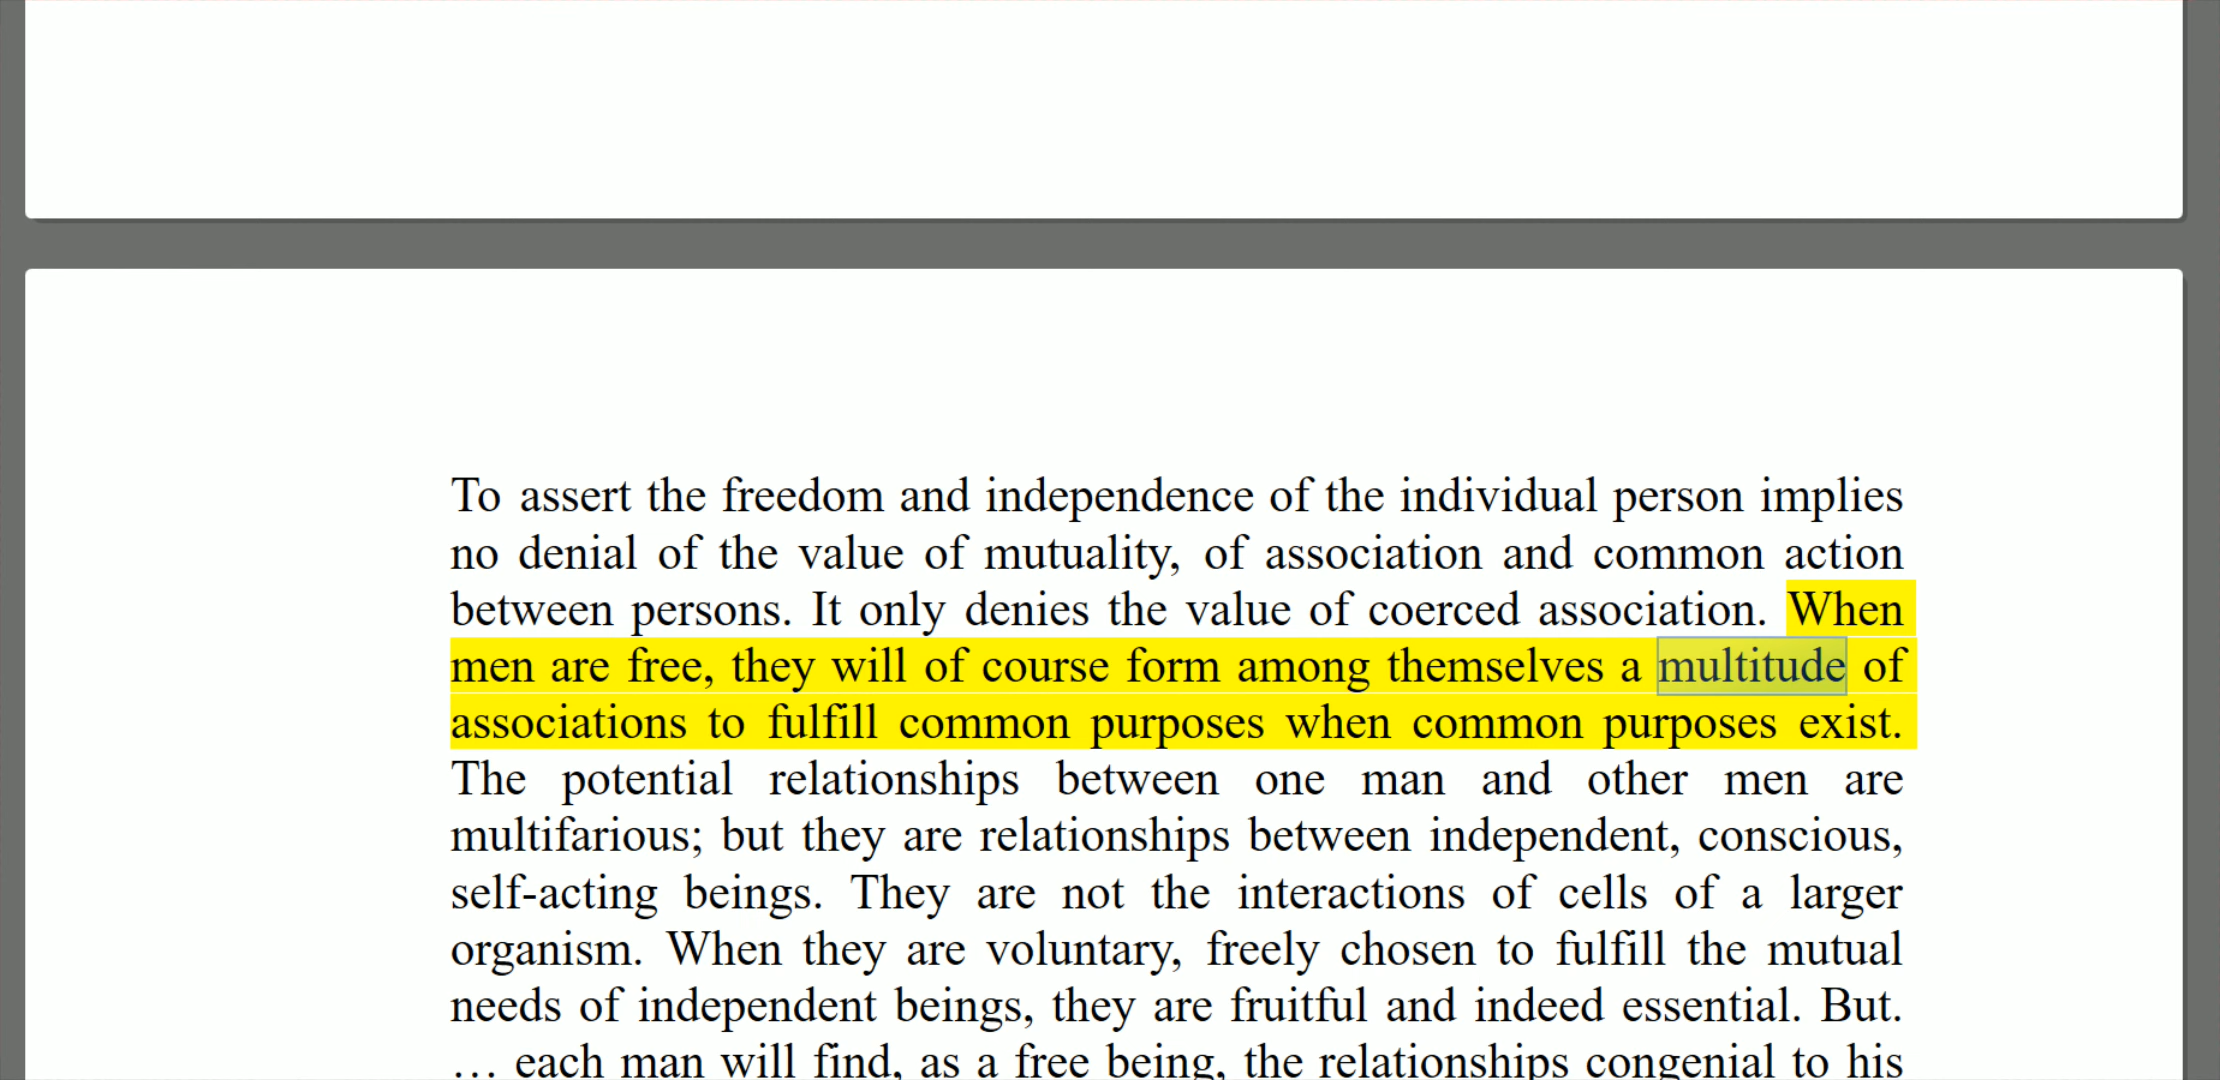 To assert the freedom and independence of the individual person implies
no denial of the value of mutuality, of association and common action
between persons. It only denies the value of coerced association. When
men are free, they will of course form among themselves a multitude of
associations to fulfill common purposes when common purposes exist.
The potential relationships between one man and other men are
multifarious; but they are relationships between independent, conscious,
self-acting beings. They are not the interactions of cells of a larger
organism. When they are voluntary, freely chosen to fulfill the mutual
needs of independent beings, they are fruitful and indeed essential. But.
… each man will find, as a free being, the relationships congenial to his